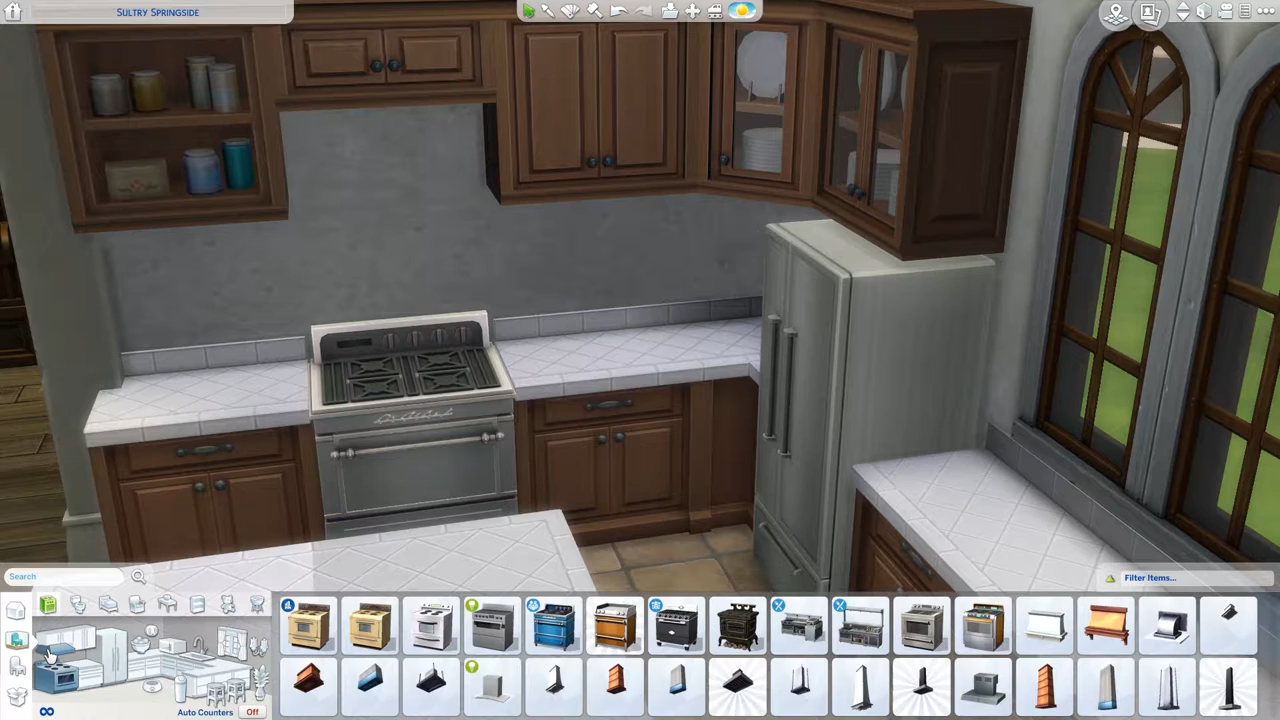 Sultry Springside
Search
Filter Items...
Auto Counters
Off